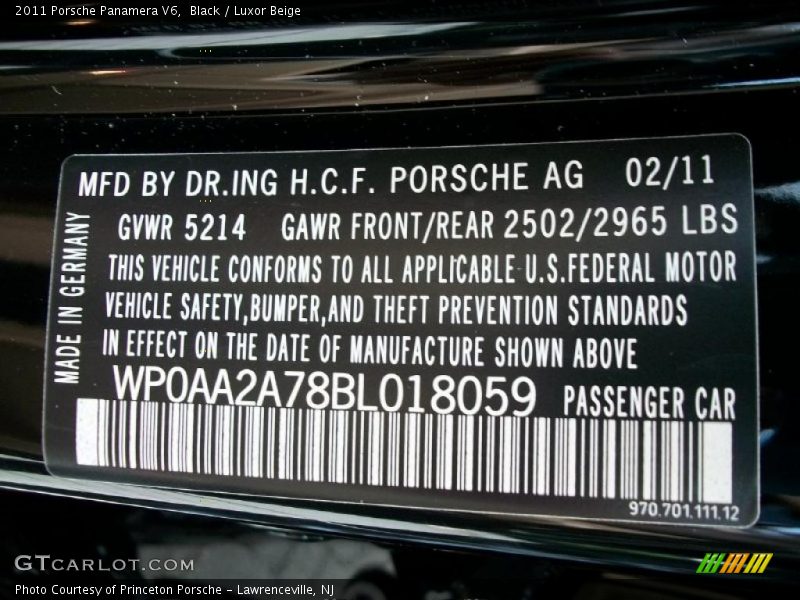 2011 Porsche Panamera V6, Black / Luxor Beige
MFD BY DR.ING H.C.F. PORSCHE AG 02/11
GVWR 5214 GAWR FRONT/REAR 2502/2965 LBS
THIS VEHICLE CONFORMS TO ALL APPLICABLE U.S.FEDERAL MOTOR
VEHICLE SAFETY,BUMPER,AND THEFT PREVENTION STANDARDS
IN EFFECT ON THE DATE OF MANUFACTURE SHOWN ABOVE
WP0AA2A78BL018059 PASSENGER CAR
970.701.111.12
MADE IN GERMANY
GTCARLOT.COM
Photo Courtesy of Princeton Porsche - Lawrenceville, NJ